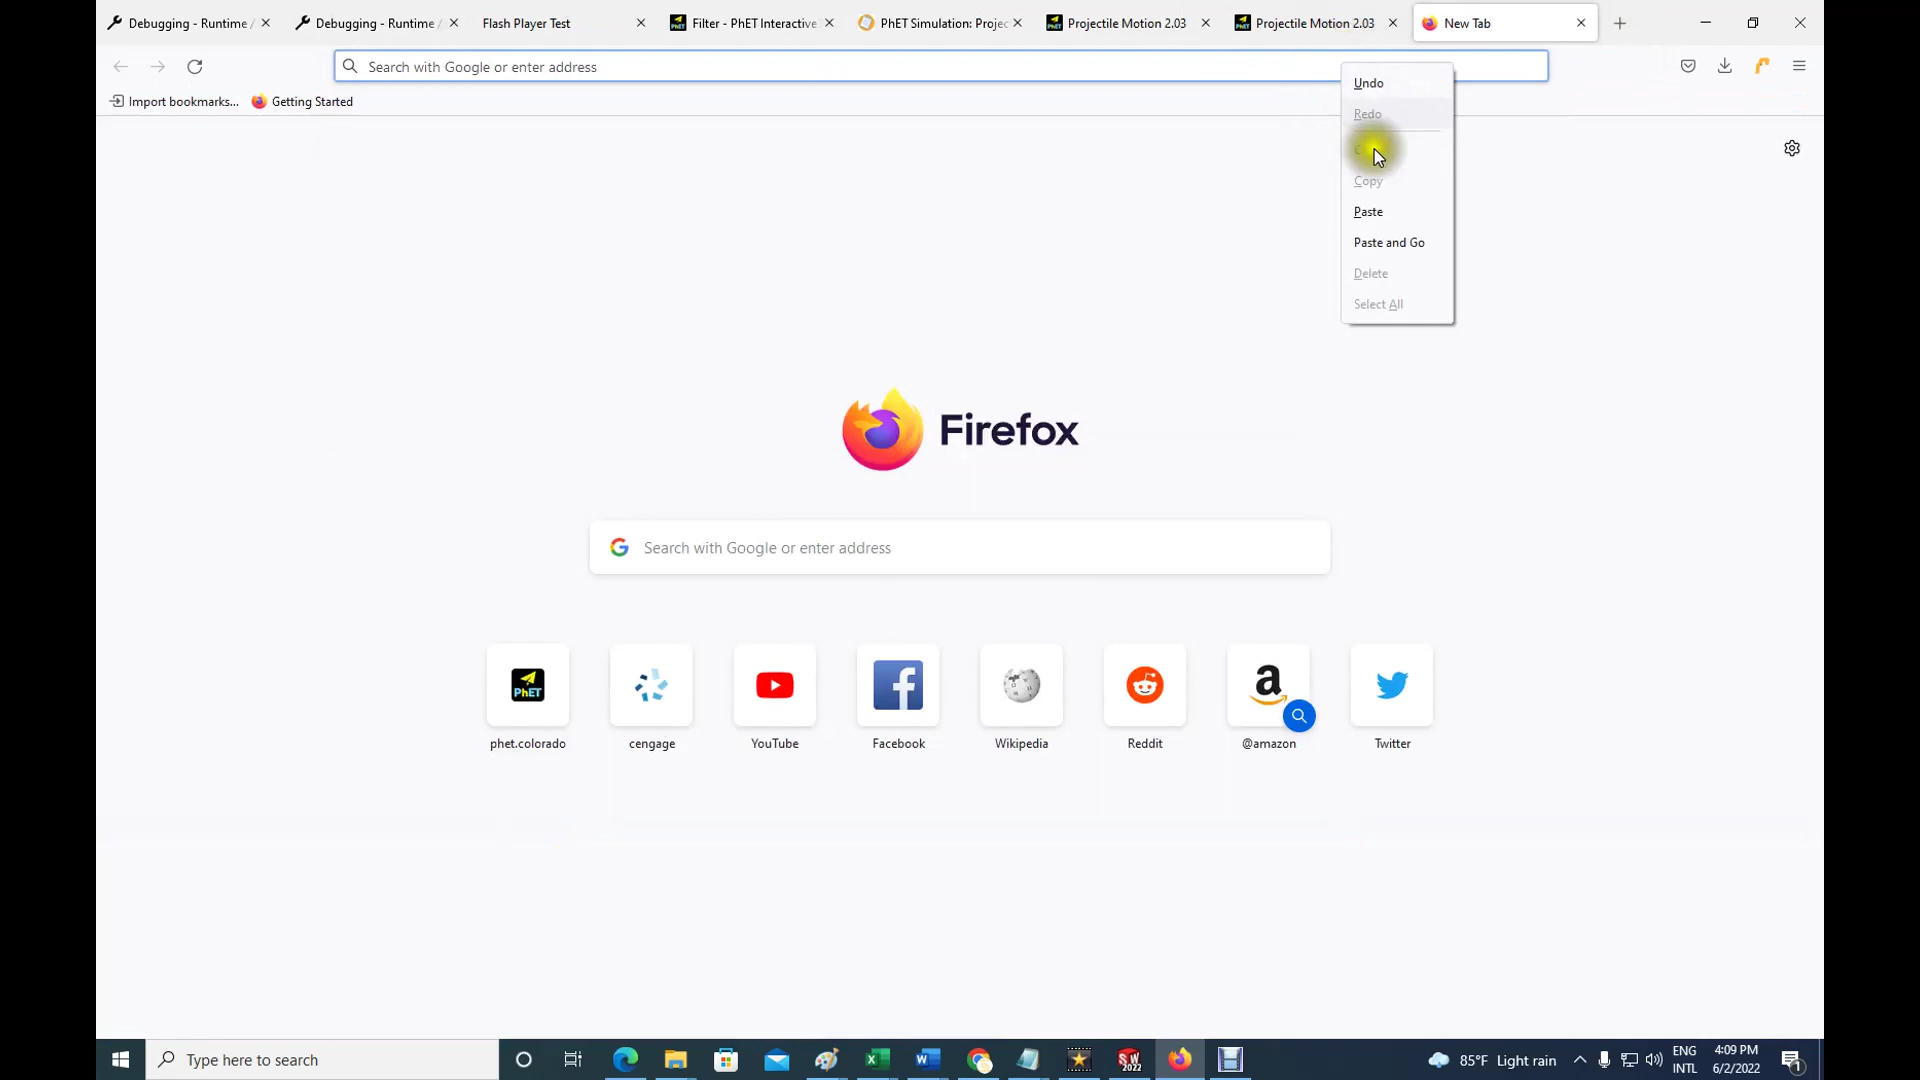 Debugging - Runtime /
Debugging - Runtime /
Flash Player Test
Filter - PhET Interactive
PhET Simulation: Projec
Projectile Motion 2.03
Projectile Motion 2.03
New Tab
Search with Google or enter address
Import bookmarks...
Getting Started
Undo
Redo
Copy
Paste
Paste and Go
Delete
Select All
Firefox
Search with Google or enter address
PhET
phet.colorado
cengage
YouTube
Facebook
Wikipedia
Reddit
@amazon
Twitter
Type here to search
85°F Light rain
ENG
INTL
4:09 PM
6/2/2022